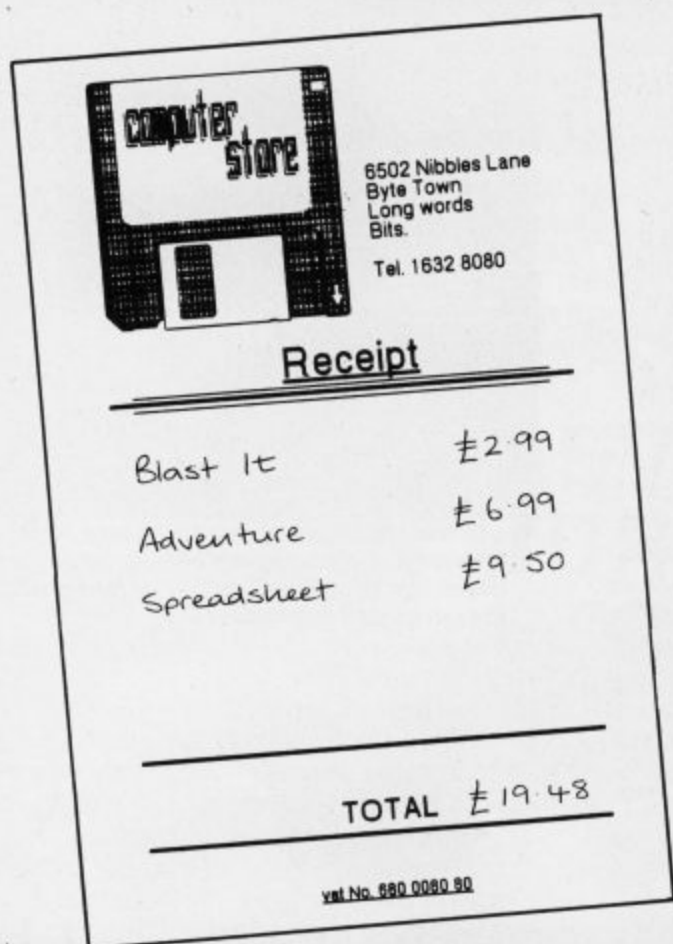 computer
store
6502 Nibbles Lane
Byte Town
Long words
Bits.
Tel. 1632 8080
Receipt
Blast It £2.99
Adventure £6.99
Spreadsheet £9.50
TOTAL £19.48
vat No. 680 0080 80